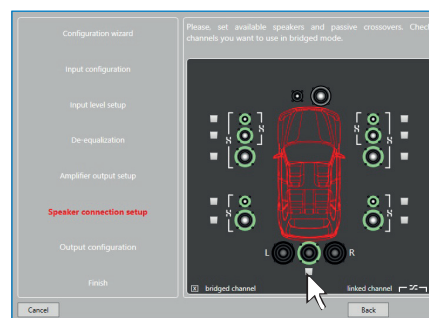 Configuration wizard
Input configuration
Input level setup
De-equalization
Amplifier output setup
Speaker connection setup
Output configuration
Finish
Please, set available speakers and passive crossovers. Check
channels you want to use in bridged mode.
L R
X bridged channel linked channel
Cancel Back